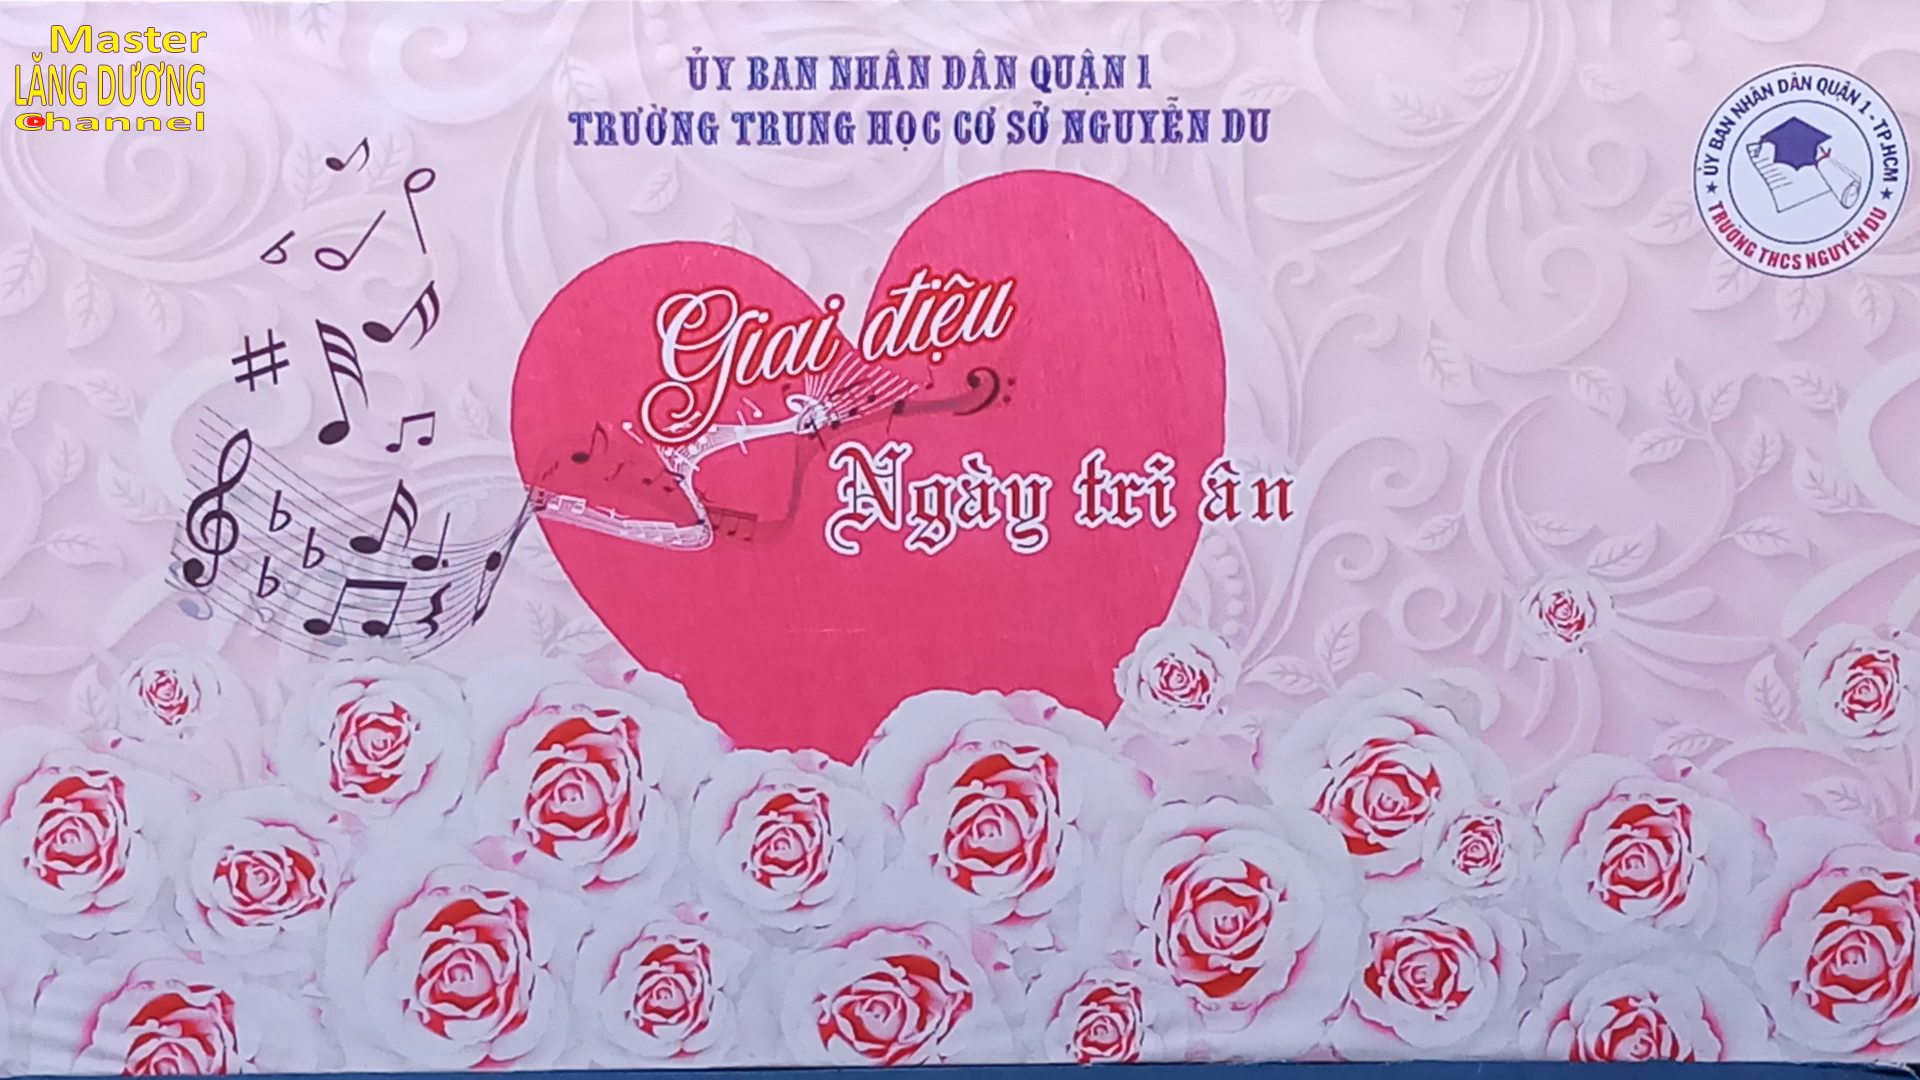 Master
LĂNG DƯƠNG
Channel
ỦY BAN NHÂN DÂN QUẬN 1
TRƯỜNG TRUNG HỌC CƠ SỞ NGUYỄN DU
ỦY BAN NHÂN DÂN QUẬN 1 - TP.HCM
TRƯỜNG THCS NGUYỄN DU
Giai điệu
Ngày tri ân